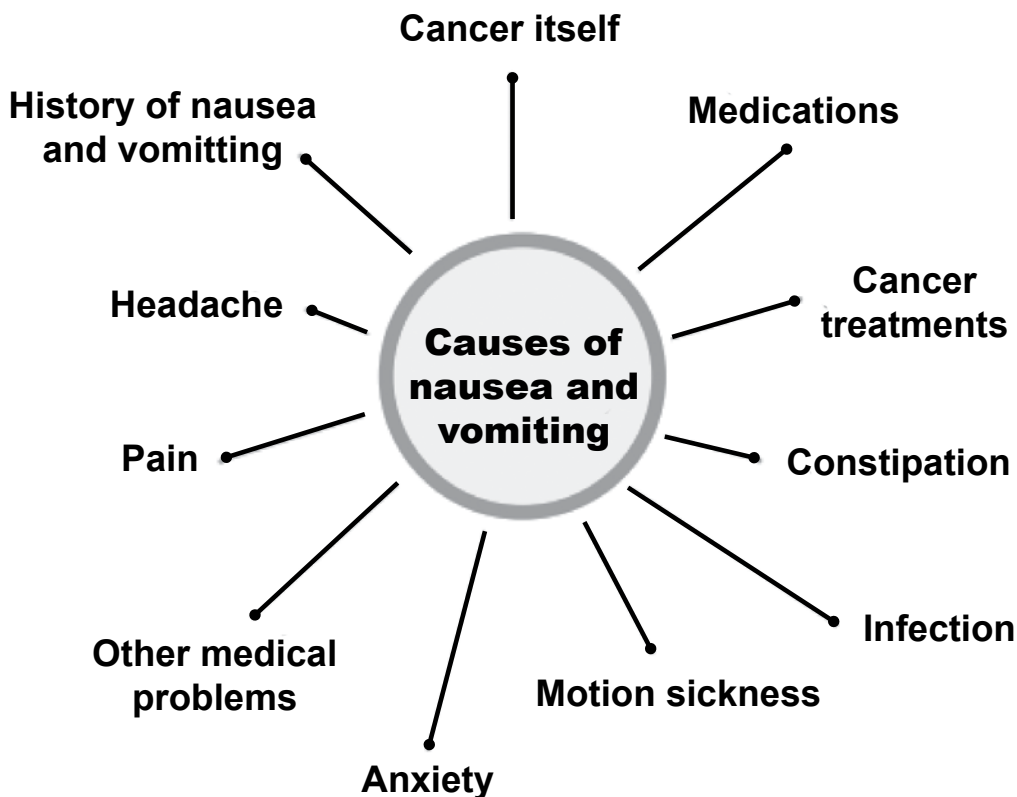 Cancer itself
History of nausea
and vomitting
Medications
Cancer
treatments
Headache
Causes of
nausea and
vomiting
Pain
Constipation
Infection
Other medical
problems
Motion sickness
Anxiety